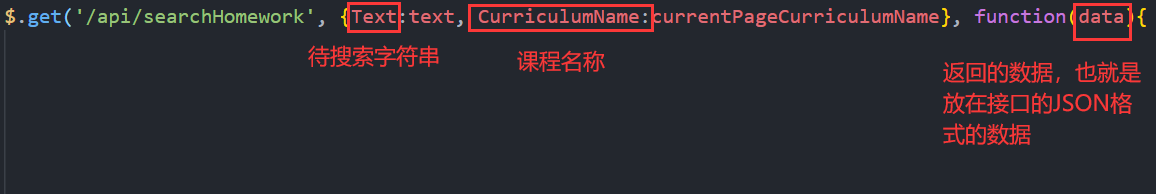 $.get('/api/searchHomework', {Text:text, CurriculumName:currentPageCurriculumName}, function(data){
待搜索字符串
课程名称
返回的数据，也就是
放在接口的JSON格
式的数据